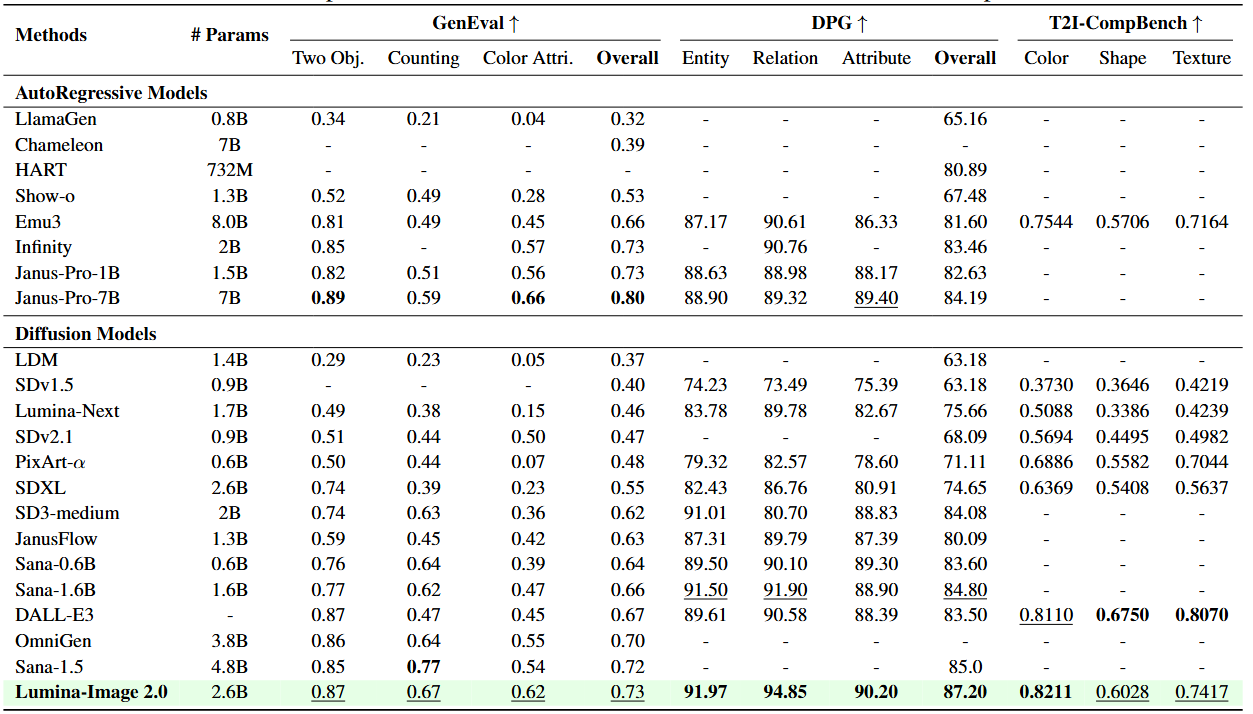 Methods # Params GenEval ↑ DPG ↑ T2I-CompBench ↑
Two Obj. Counting Color Attri. Overall Entity Relation Attribute Overall Color Shape Texture
AutoRegressive Models
LlamaGen 0.8B 0.34 0.21 0.04 0.32 - - - 65.16 - - -
Chameleon 7B - - - 0.39 - - - - - - -
HART 732M - - - - - - - 80.89 - - -
Show-o 1.3B 0.52 0.49 0.28 0.53 - - - 67.48 - - -
Emu3 8.0B 0.81 0.49 0.45 0.66 87.17 90.61 86.33 81.60 0.7544 0.5706 0.7164
Infinity 2B 0.85 - 0.57 0.73 - 90.76 - 83.46 - - -
Janus-Pro-1B 1.5B 0.82 0.51 0.56 0.73 88.63 88.98 88.17 82.63 - - -
Janus-Pro-7B 7B 0.89 0.59 0.66 0.80 88.90 89.32 89.40 84.19 - - -
Diffusion Models
LDM 1.4B 0.29 0.23 0.05 0.37 - - - 63.18 - - -
SDv1.5 0.9B - - - 0.40 74.23 73.49 75.39 63.18 0.3730 0.3646 0.4219
Lumina-Next 1.7B 0.49 0.38 0.15 0.46 83.78 89.78 82.67 75.66 0.5088 0.3386 0.4239
SDv2.1 0.9B 0.51 0.44 0.50 0.47 - - - 68.09 0.5694 0.4495 0.4982
PixArt-α 0.6B 0.50 0.44 0.07 0.48 79.32 82.57 78.60 71.11 0.6886 0.5582 0.7044
SDXL 2.6B 0.74 0.39 0.23 0.55 82.43 86.76 80.91 74.65 0.6369 0.5408 0.5637
SD3-medium 2B 0.74 0.63 0.36 0.62 91.01 80.70 88.83 84.08 - - -
JanusFlow 1.3B 0.59 0.45 0.42 0.63 87.31 89.79 87.39 80.09 - - -
Sana-0.6B 0.6B 0.76 0.64 0.39 0.64 89.50 90.10 89.30 83.60 - - -
Sana-1.6B 1.6B 0.77 0.62 0.47 0.66 91.50 91.90 88.90 84.80 - - -
DALL-E3 - 0.87 0.47 0.45 0.67 89.61 90.58 88.39 83.50 0.8110 0.6750 0.8070
OmniGen 3.8B 0.86 0.64 0.55 0.70 - - - - - - -
Sana-1.5 4.8B 0.85 0.77 0.54 0.72 - - - 85.0 - - -
Lumina-Image 2.0 2.6B 0.87 0.67 0.62 0.73 91.97 94.85 90.20 87.20 0.8211 0.6028 0.7417